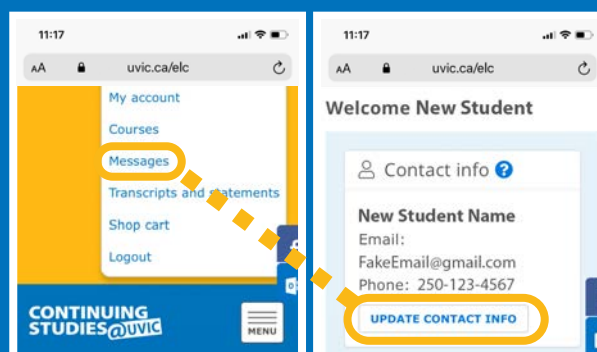 11:17
AA uvic.ca/elc
My account
Courses
Messages
Transcripts and statements
Shop cart
Logout
CONTINUING
STUDIES@UVIC
MENU
11:17
AA uvic.ca/elc
Welcome New Student
Contact info ?
New Student Name
Email:
FakeEmail@gmail.com
Phone: 250-123-4567
UPDATE CONTACT INFO